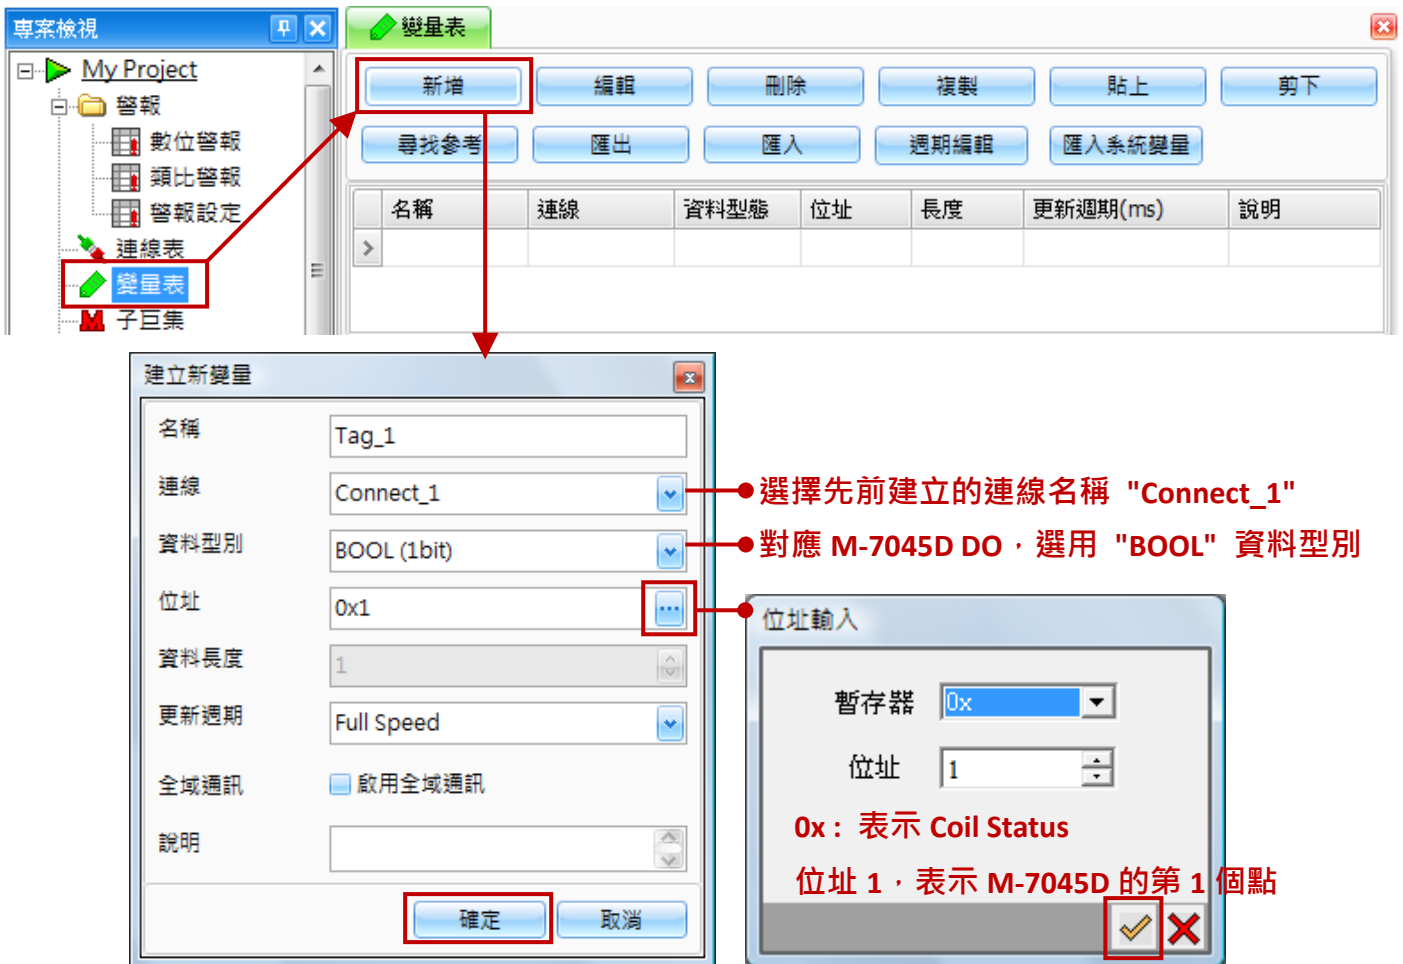 專案檢視
變量表
My Project
警報
數位警報
類比警報
警報設定
連線表
變量表
子巨集
新增 編輯 刪除 複製 貼上 剪下
尋找參考 匯出 匯入 週期編輯 匯入系統變量
名稱 連線 資料型態 位址 長度 更新週期(ms) 說明
建立新變量
名稱 Tag_1
連線 Connect_1
選擇先前建立的連線名稱 "Connect_1"
資料型別 BOOL (1bit)
對應 M-7045D DO，選用 "BOOL" 資料型別
位址 0x1
資料長度 1
更新週期 Full Speed
全域通訊 啟用全域通訊
說明
確定 取消
位址輸入
暫存器 0x
位址 1
0x : 表示 Coil Status
位址 1，表示 M-7045D 的第 1 個點